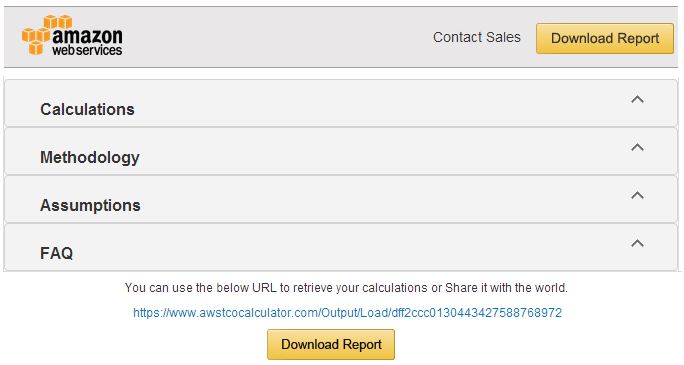 amazon
webservices
Contact Sales
Download Report
Calculations
Methodology
Assumptions
FAQ
You can use the below URL to retrieve your calculations or Share it with the world.
https://www.awstcocalculator.com/Output/Load/dff2ccc0130443427588768972
Download Report